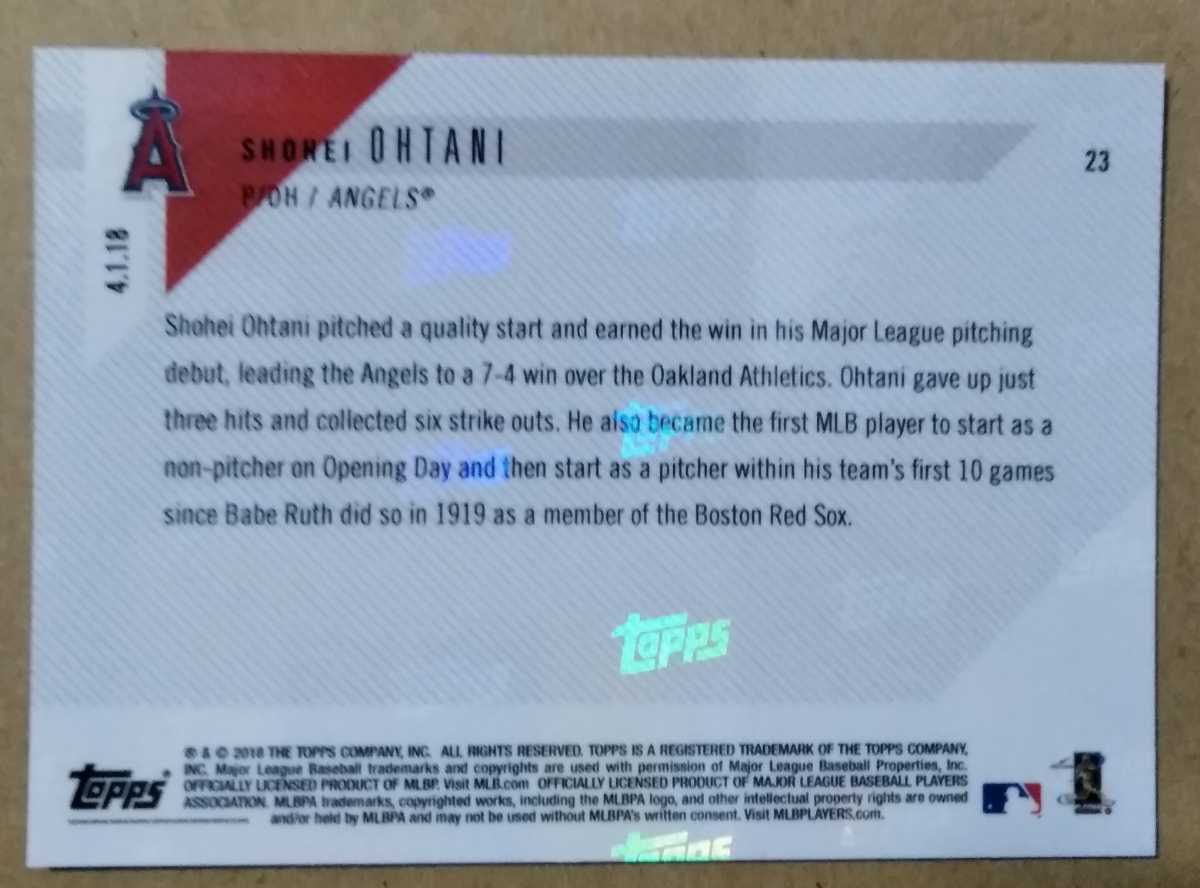 A
SHOHEI OHTANI
23
P/DH / ANGELS®
4.1.18
Shohei Ohtani pitched a quality start and earned the win in his Major League pitching
debut, leading the Angels to a 7-4 win over the Oakland Athletics. Ohtani gave up just
three hits and collected six strike outs. He also became the first MLB player to start as a
non-pitcher on Opening Day and then start as a pitcher within his team's first 10 games
since Babe Ruth did so in 1919 as a member of the Boston Red Sox.
topps
® & © 2018 THE TOPPS COMPANY, INC. ALL RIGHTS RESERVED. TOPPS IS A REGISTERED TRADEMARK OF THE TOPPS COMPANY,
INC. Major League Baseball trademarks and copyrights are used with permission of Major League Baseball Properties, Inc.
OFFICIALLY LICENSED PRODUCT OF MLBP. Visit MLB.com OFFICIALLY LICENSED PRODUCT OF MAJOR LEAGUE BASEBALL PLAYERS
ASSOCIATION. MLBPA trademarks, copyrighted works, including the MLBPA logo, and other intellectual property rights are owned
and/or held by MLBPA and may not be used without MLBPA's written consent. Visit MLBPLAYERS.com.
topps
topps